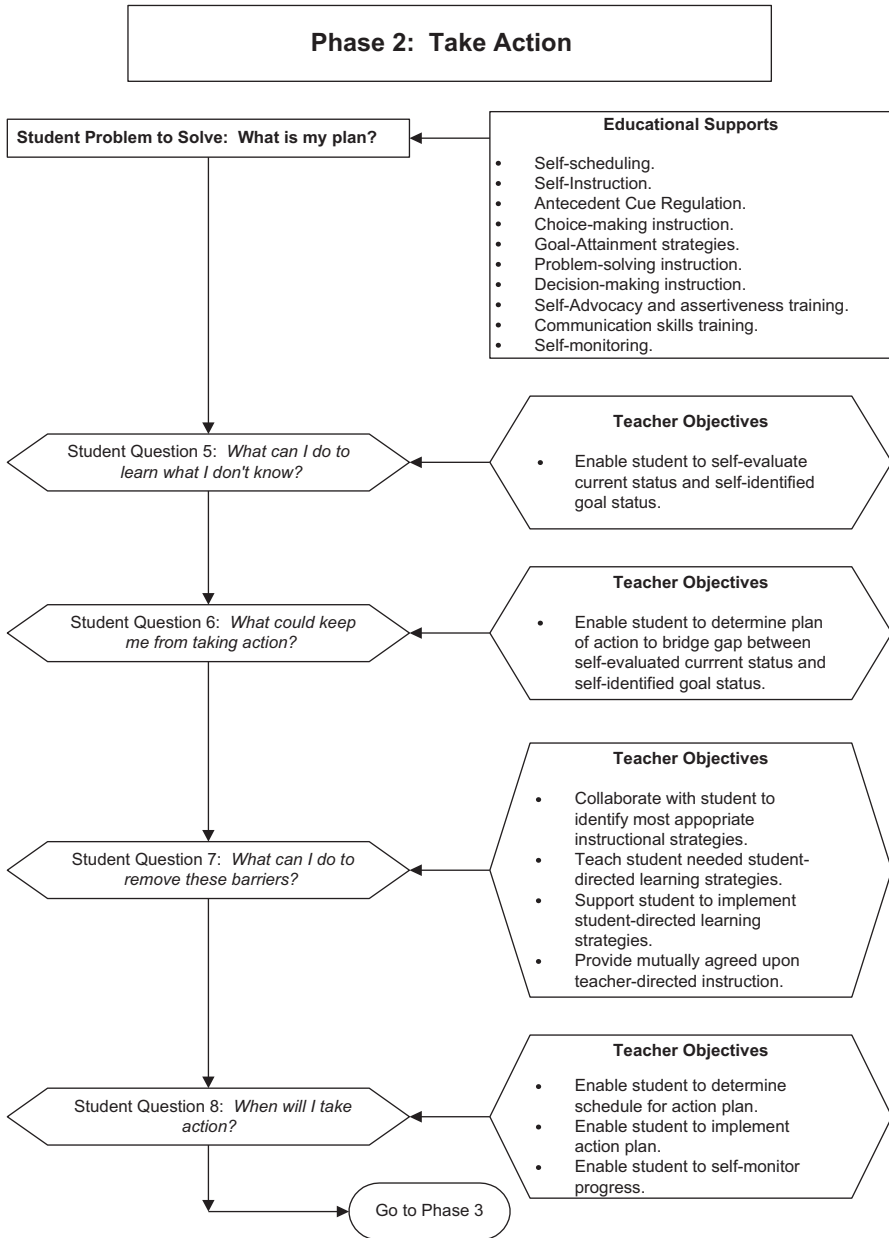 Phase 2: Take Action
Student Problem to Solve: What is my plan?
Educational Supports
• Self-scheduling.
• Self-Instruction.
• Antecedent Cue Regulation.
• Choice-making instruction.
• Goal-Attainment strategies.
• Problem-solving instruction.
• Decision-making instruction.
• Self-Advocacy and assertiveness training.
• Communication skills training.
• Self-monitoring.
Student Question 5: What can I do to
learn what I don't know?
Teacher Objectives
• Enable student to self-evaluate
current status and self-identified
goal status.
Student Question 6: What could keep
me from taking action?
Teacher Objectives
• Enable student to determine plan
of action to bridge gap between
self-evaluated currrent status and
self-identified goal status.
Student Question 7: What can I do to
remove these barriers?
Teacher Objectives
• Collaborate with student to
identify most appopriate
instructional strategies.
• Teach student needed student-
directed learning strategies.
• Support student to implement
student-directed learning
strategies.
• Provide mutually agreed upon
teacher-directed instruction.
Student Question 8: When will I take
action?
Teacher Objectives
• Enable student to determine
schedule for action plan.
• Enable student to implement
action plan.
• Enable student to self-monitor
progress.
Go to Phase 3